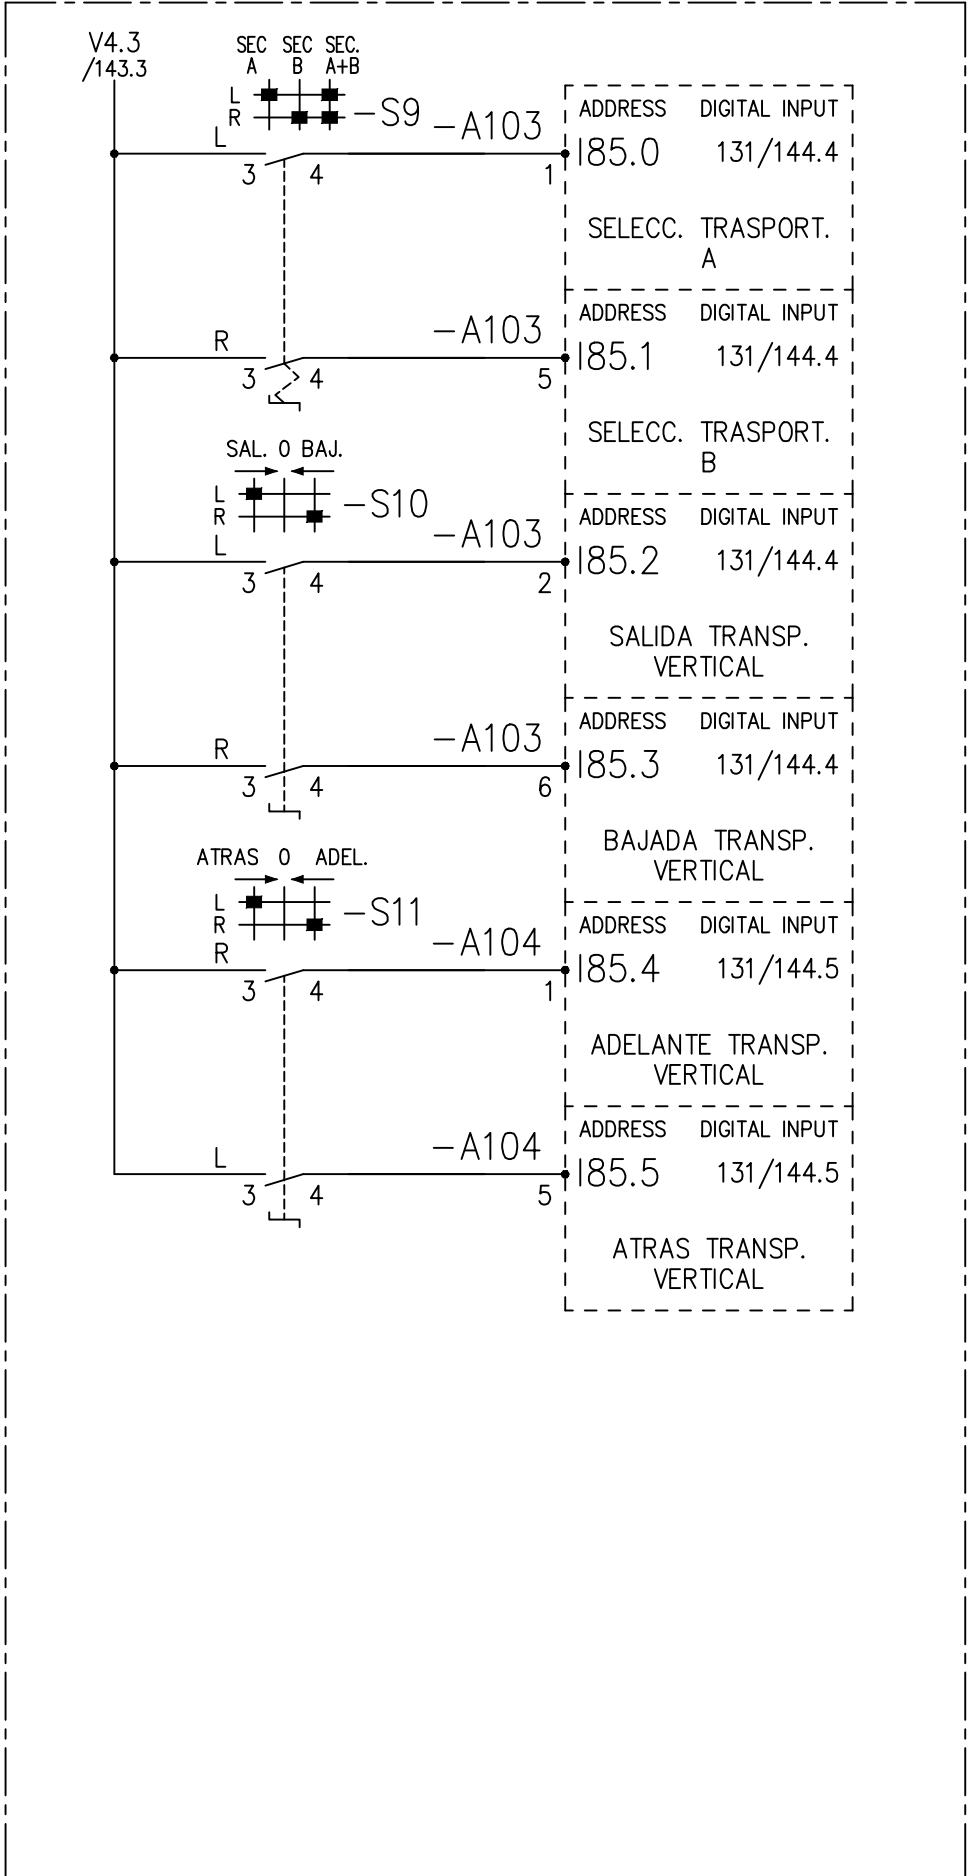 V4.3
/143.3
SEC SEC SEC.
A B A+B
L
R
-S9
-A103
L
3 4 1
ADDRESS DIGITAL INPUT
I85.0 131/144.4
SELECC. TRASPORT.
A
-A103
R
3 4 5
ADDRESS DIGITAL INPUT
I85.1 131/144.4
SELECC. TRASPORT.
B
SAL. 0 BAJ.
L
R
-S10
-A103
L
3 4 2
ADDRESS DIGITAL INPUT
I85.2 131/144.4
SALIDA TRANSP.
VERTICAL
-A103
R
3 4 6
ADDRESS DIGITAL INPUT
I85.3 131/144.4
BAJADA TRANSP.
VERTICAL
ATRAS 0 ADEL.
L
R
-S11
-A104
R
3 4 1
ADDRESS DIGITAL INPUT
I85.4 131/144.5
ADELANTE TRANSP.
VERTICAL
-A104
L
3 4 5
ADDRESS DIGITAL INPUT
I85.5 131/144.5
ATRAS TRANSP.
VERTICAL